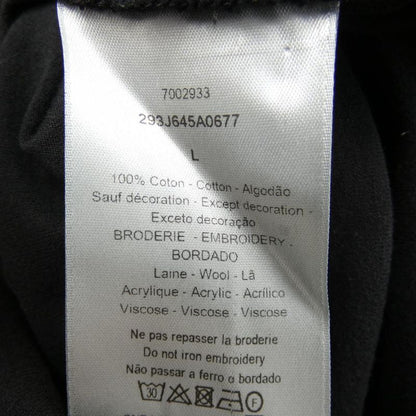 7002933
293J645A0677
L
100% Coton - Cotton - Algodão
Sauf décoration - Except decoration -
Exceto decoração
BRODERIE - EMBROIDERY -
BORDADO
Laine - Wool - Lã
Acrylique - Acrylic - Acrílico
Viscose - Viscose - Viscose
Ne pas repasser la broderie
Do not iron embroidery
Não passar a ferro o bordado
30 F